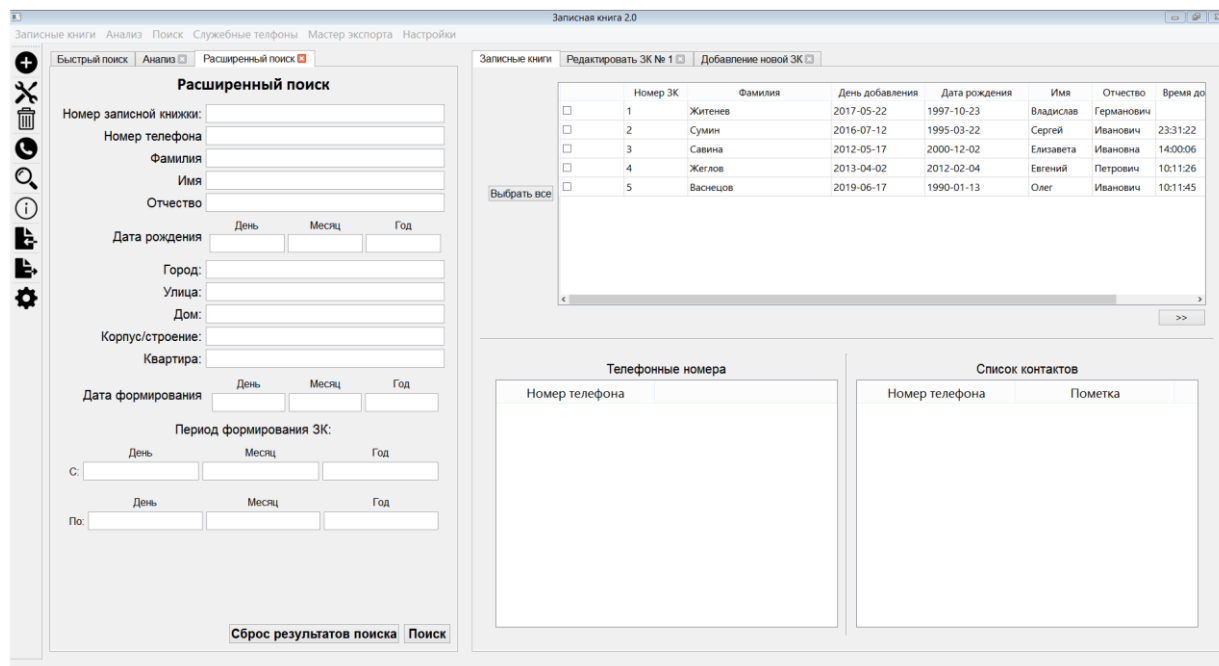 Записная книга 2.0
Записные книги Анализ Поиск Служебные телфоны Мастер экспорта Настройки
Быстрый поиск Анализ Расширенный поиск
Расширенный поиск
Номер записной книжки:
Номер телефона
Фамилия
Имя
Отчество
День Месяц Год
Дата рождения
Город:
Улица:
Дом:
Корпус/строение:
Квартира:
День Месяц Год
Дата формирования
Период формирования ЗК:
День Месяц Год
С:
День Месяц Год
По:
Сброс результатов поиска Поиск
Записные книги Редактировать ЗК № 1 Добавление новой ЗК
Номер ЗК Фамилия День добавления Дата рождения Имя Отчество Время до
1 Житенев 2017-05-22 1997-10-23 Владислав Германович
2 Сумин 2016-07-12 1995-03-22 Сергей Иванович 23:31:22
3 Савина 2012-05-17 2000-12-02 Елизавета Ивановна 14:00:06
4 Жеглов 2013-04-02 2012-02-04 Евгений Петрович 10:11:26
5 Васнецов 2019-06-17 1990-01-13 Олег Иванович 10:11:45
Выбрать все
>>
Телефонные номера
Номер телефона
Список контактов
Номер телефона Пометка